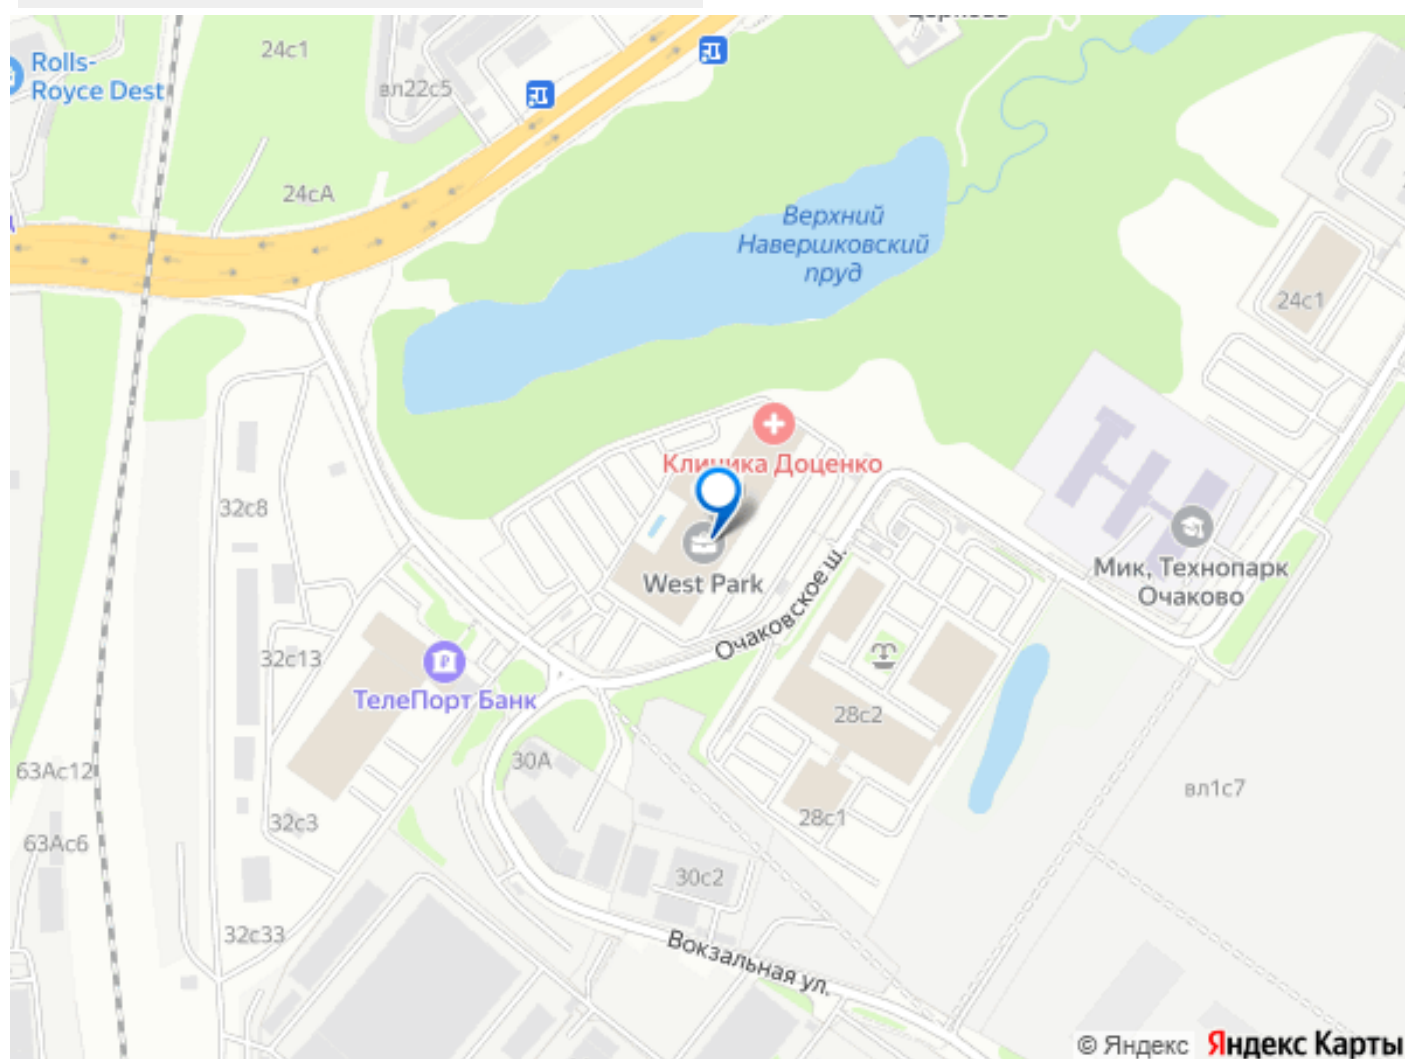 24с1
Rolls-
Royce Dest
вл22с5
24сА
Верхний
Навершковский
пруд
24с1
Клиника Доценко
32с8
West Park
Очаковское ш.
Мик, Технопарк
Очаково
32с13
ТелеПорт Банк
28с2
30А
63Ас12
вл1с7
28с1
32с3
63Ас6
30с2
32с33
Вокзальная ул.
© Яндекс Яндекс Карты